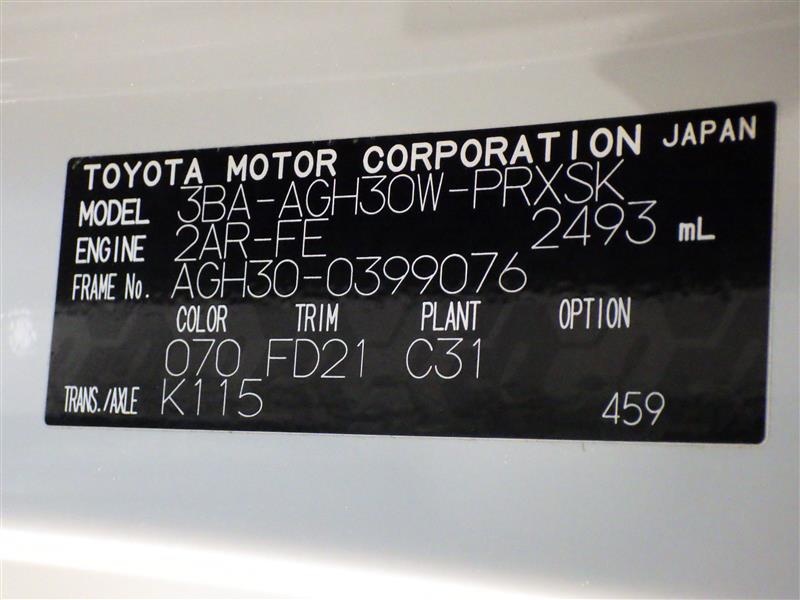 TOYOTA MOTOR CORPORATION JAPAN
MODEL 3BA-AGH30W-PRXSK
ENGINE 2AR-FE 2493 mL
FRAME No. AGH30-0399076
COLOR TRIM PLANT OPTION
070 FD21 C31
TRANS./AXLE K115 459